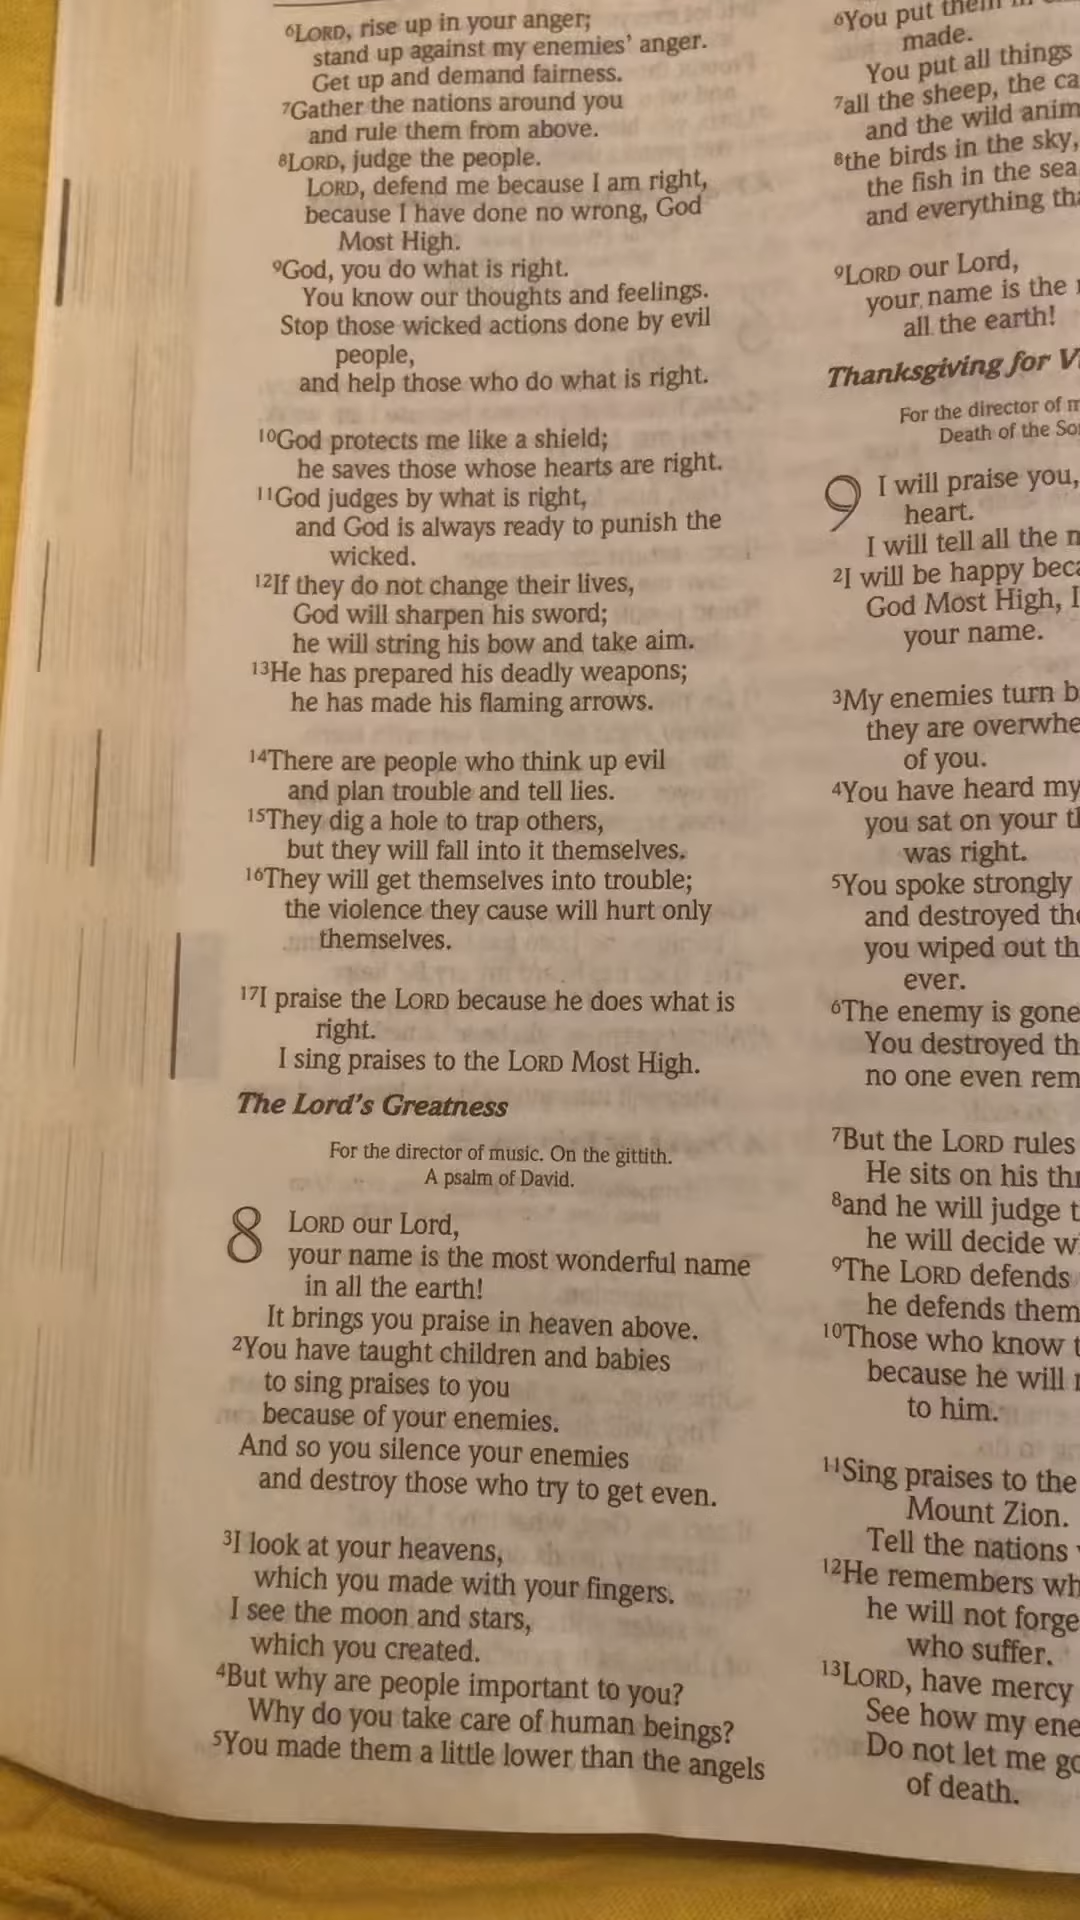 ⁶LORD, rise up in your anger;
stand up against my enemies’ anger.
Get up and demand fairness.
⁷Gather the nations around you
and rule them from above.
⁸LORD, judge the people.
LORD, defend me because I am right,
because I have done no wrong, God
Most High.
⁹God, you do what is right.
You know our thoughts and feelings.
Stop those wicked actions done by evil
people,
and help those who do what is right.
¹⁰God protects me like a shield;
he saves those whose hearts are right.
¹¹God judges by what is right,
and God is always ready to punish the
wicked.
¹²If they do not change their lives,
God will sharpen his sword;
he will string his bow and take aim.
¹³He has prepared his deadly weapons;
he has made his flaming arrows.
¹⁴There are people who think up evil
and plan trouble and tell lies.
¹⁵They dig a hole to trap others,
but they will fall into it themselves.
¹⁶They will get themselves into trouble;
the violence they cause will hurt only
themselves.
¹⁷I praise the LORD because he does what is
right.
I sing praises to the LORD Most High.
The Lord’s Greatness
For the director of music. On the gittith.
A psalm of David.
8 LORD our Lord,
your name is the most wonderful name
in all the earth!
It brings you praise in heaven above.
²You have taught children and babies
to sing praises to you
because of your enemies.
And so you silence your enemies
and destroy those who try to get even.
³I look at your heavens,
which you made with your fingers.
I see the moon and stars,
which you created.
⁴But why are people important to you?
Why do you take care of human beings?
⁵You made them a little lower than the angels
⁶You put them
made.
You put all things
⁷all the sheep, the
and the wild
⁸the birds in the sky,
the fish in the sea
and everything
⁹LORD our Lord,
your name is the
all the earth!
Thanksgiving for
For the director of
Death of the
9 I will praise you,
heart.
I will tell all the
²I will be happy
God Most High, I
your name.
³My enemies turn
they are
of you.
⁴You have heard my
you sat on your
was right.
⁵You spoke strongly
and destroyed
you wiped out
ever.
⁶The enemy is gone
You destroyed
no one even
⁷But the LORD rules
He sits on his
⁸and he will judge
he will decide
⁹The LORD defends
he defends them
¹⁰Those who know
because he will
to him.
¹¹Sing praises to the
Mount Zion.
Tell the nations
¹²He remembers
he will not
who suffer.
¹³LORD, have mercy
See how my
Do not let me
of death.